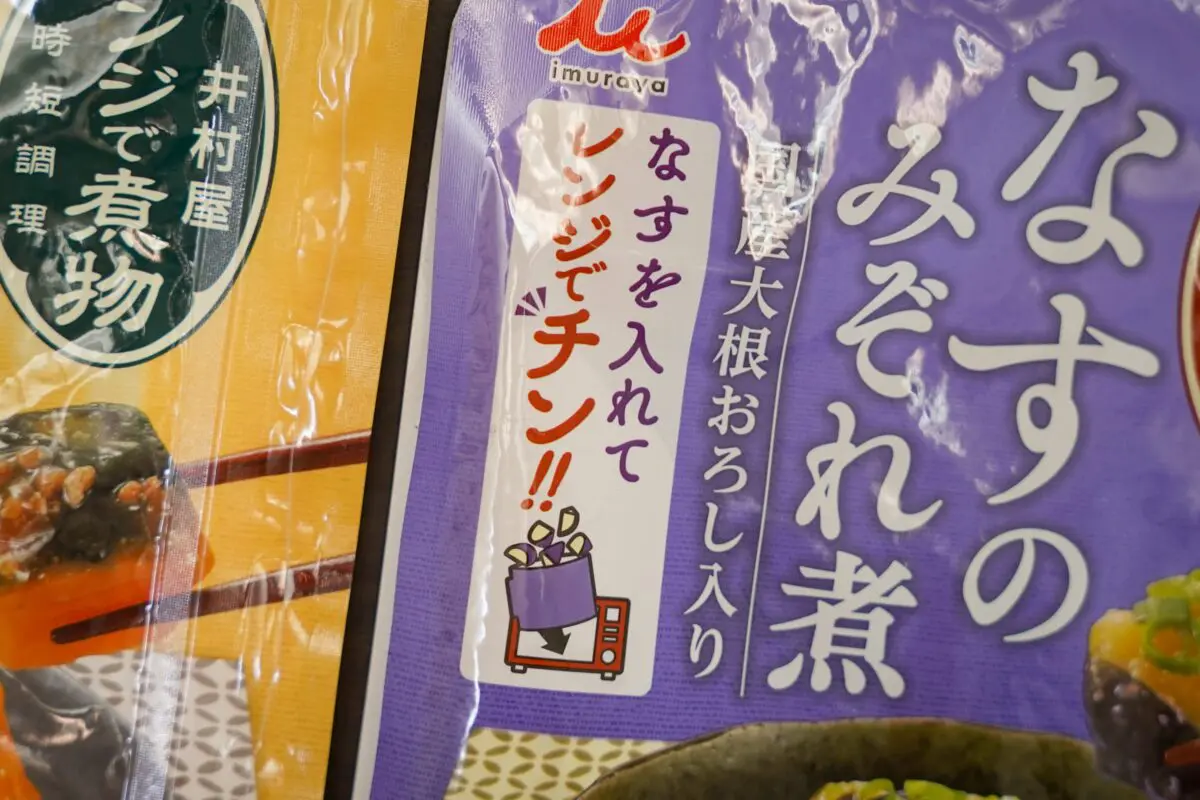 井村屋
ンジで煮物
時短調理
imuraya
なすの
みぞれ煮
国産大根おろし入り
なすを入れて
レンジでチン!!